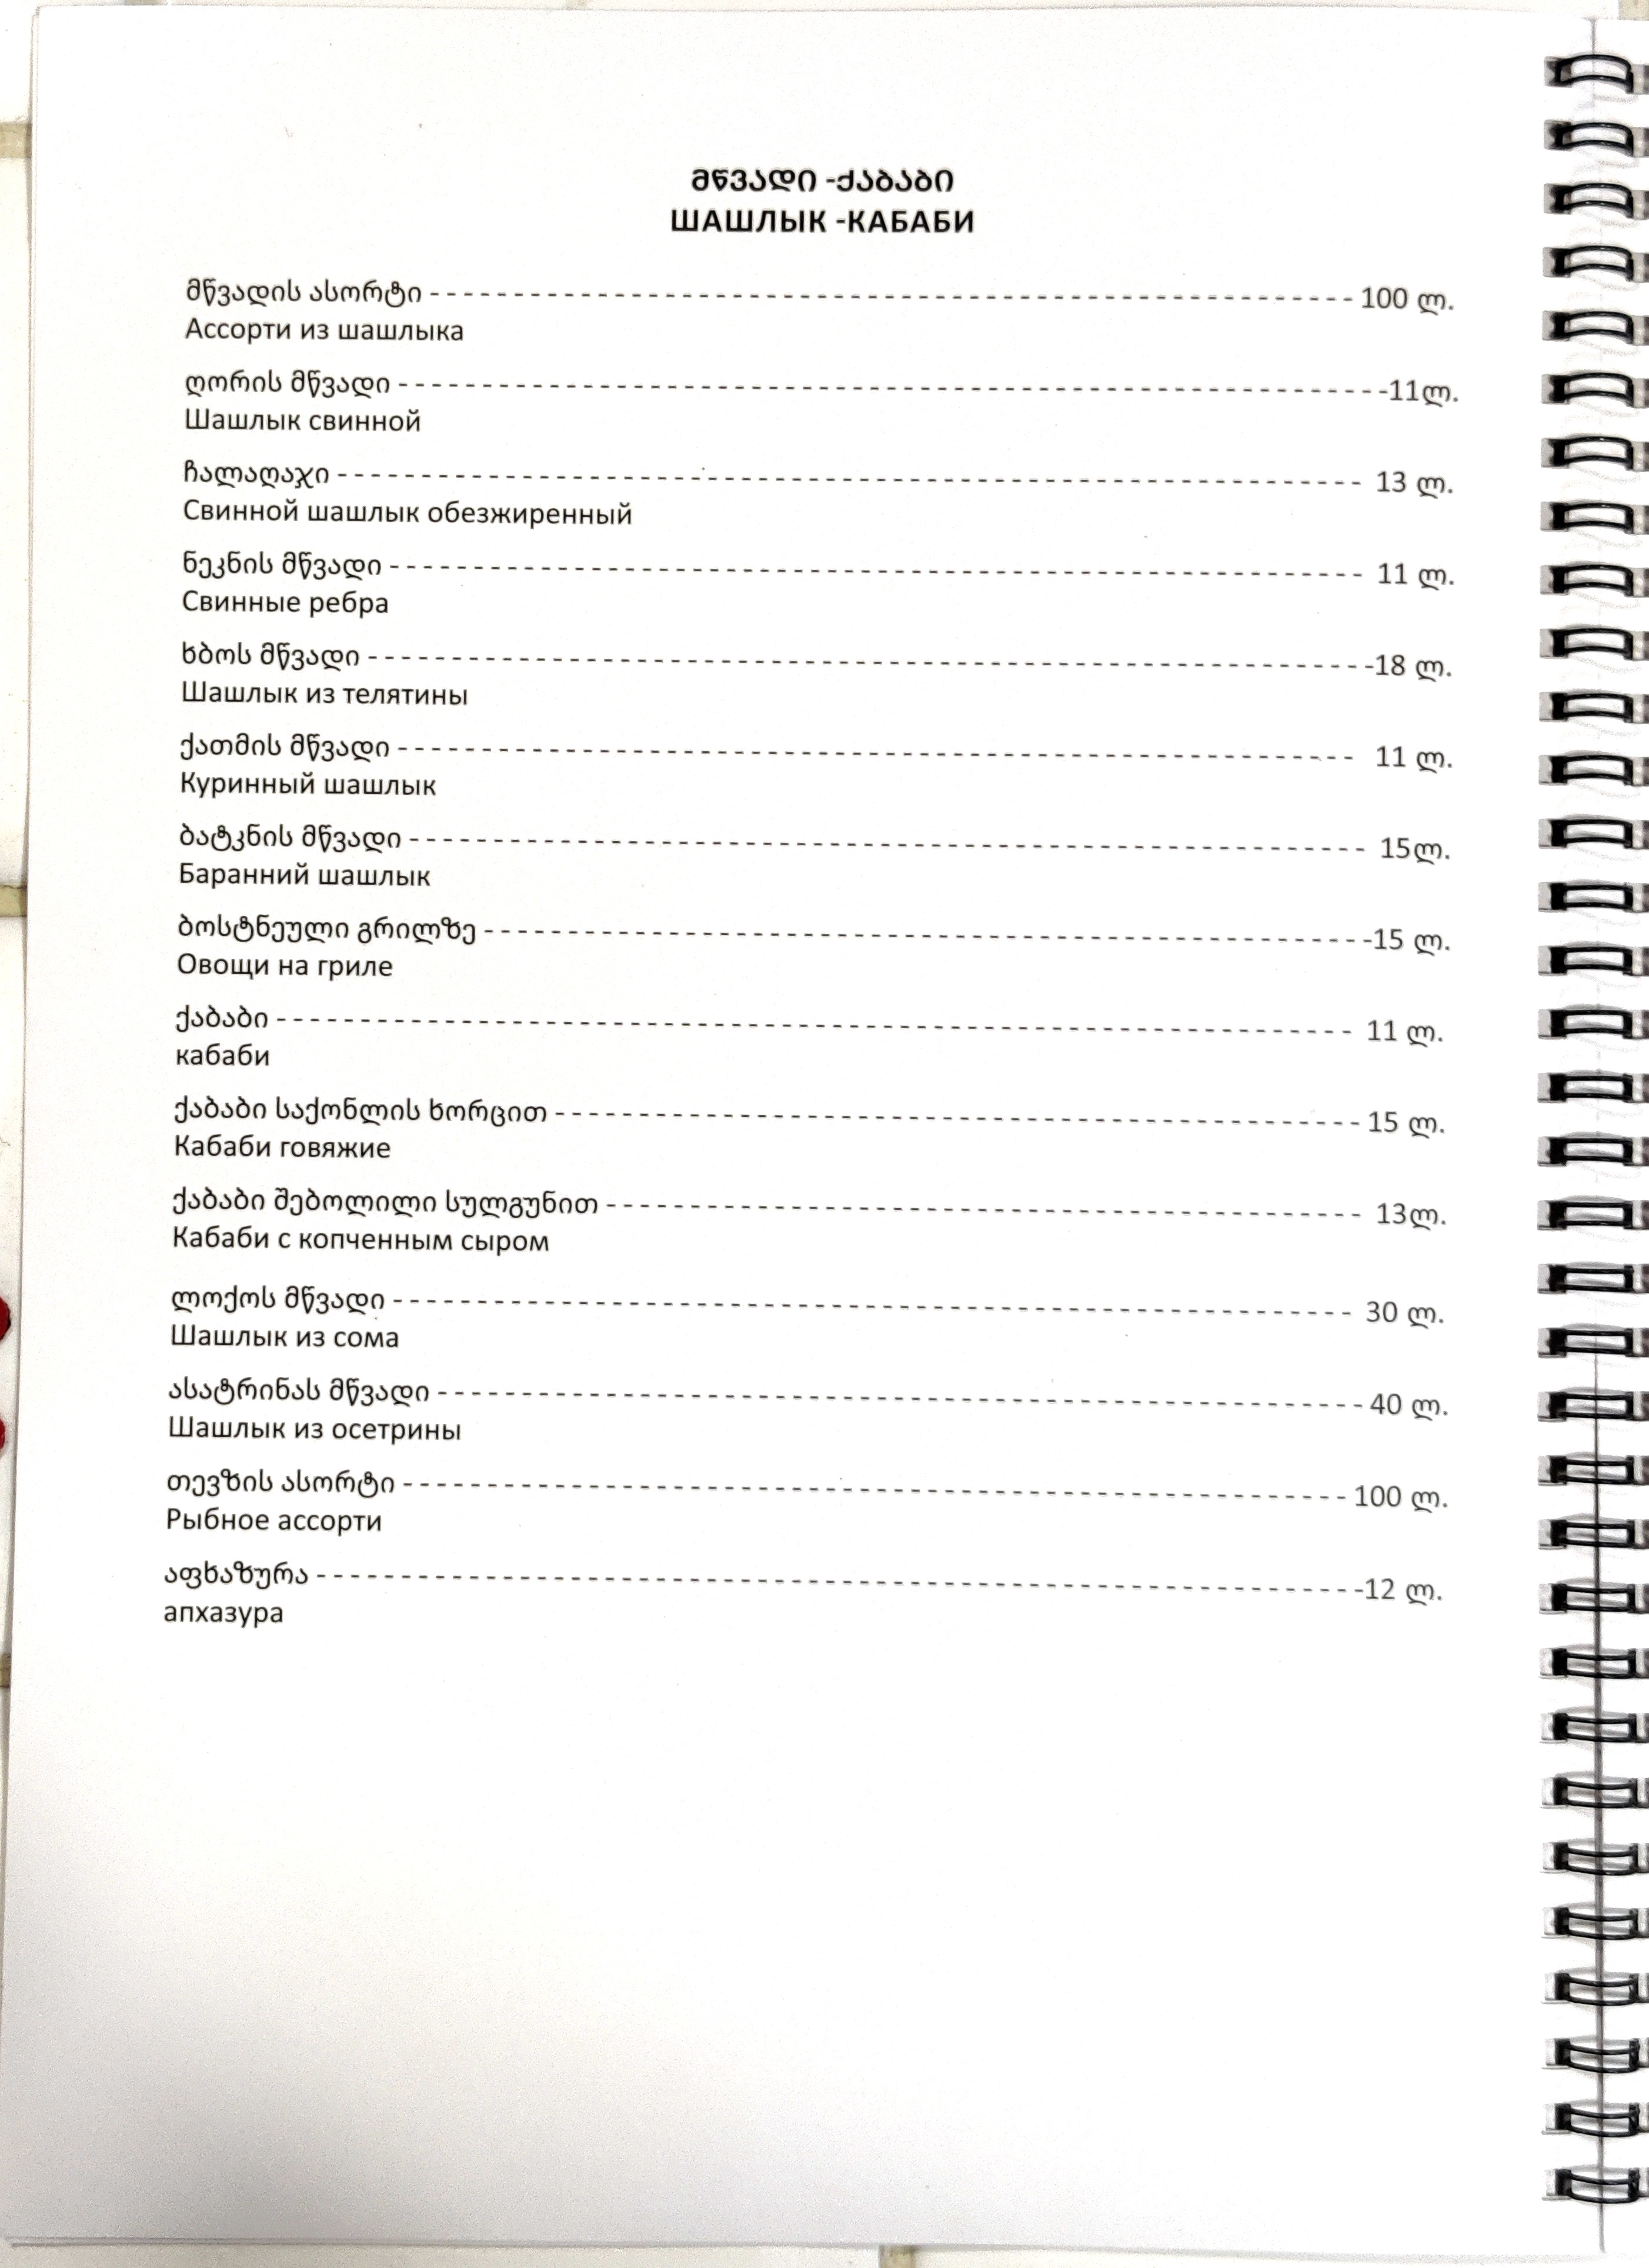 მწვადი -ქაბაბი
ШАШЛЫК -КАБАБИ
მწვადის ასორტი - - - - - - - - - - - - - - - - - - - - - - - - - - - - - - 100 ლ.
Ассорти из шашлыка
ღორის მწვადი - - - - - - - - - - - - - - - - - - - - - - - - - - - - - - -11ლ.
Шашлык свинной
ჩალაღაჯი - - - - - - - - - - - - - - - - - - - - - - - - - - - - - - 13 ლ.
Свинной шашлык обезжиренный
ნეკნის მწვადი - - - - - - - - - - - - - - - - - - - - - - - - - - - - - - 11 ლ.
Свинные ребра
ხბოს მწვადი - - - - - - - - - - - - - - - - - - - - - - - - - - - - - - -18 ლ.
Шашлык из телятины
ქათმის მწვადი - - - - - - - - - - - - - - - - - - - - - - - - - - - - - - 11 ლ.
Куринный шашлык
ბატკნის მწვადი - - - - - - - - - - - - - - - - - - - - - - - - - - - - - - 15ლ.
Баранний шашлык
ბოსტნეული გრილზე - - - - - - - - - - - - - - - - - - - - - - - - - - - - - - -15 ლ.
Овощи на гриле
ქაბაბი - - - - - - - - - - - - - - - - - - - - - - - - - - - - - - 11 ლ.
кабаби
ქაბაბი საქონლის ხორცით - - - - - - - - - - - - - - - - - - - - - - - - - - - - - - 15 ლ.
Кабаби говяжие
ქაბაბი შებოლილი სულგუნით - - - - - - - - - - - - - - - - - - - - - - - - - - - - - - 13ლ.
Кабаби с копченным сыром
ლოქოს მწვადი - - - - - - - - - - - - - - - - - - - - - - - - - - - - - - 30 ლ.
Шашлык из сома
ასატრინას მწვადი - - - - - - - - - - - - - - - - - - - - - - - - - - - - - - 40 ლ.
Шашлык из осетрины
თევზის ასორტი - - - - - - - - - - - - - - - - - - - - - - - - - - - - - - 100 ლ.
Рыбное ассорти
აფხაზურა - - - - - - - - - - - - - - - - - - - - - - - - - - - - - - -12 ლ.
апхазура